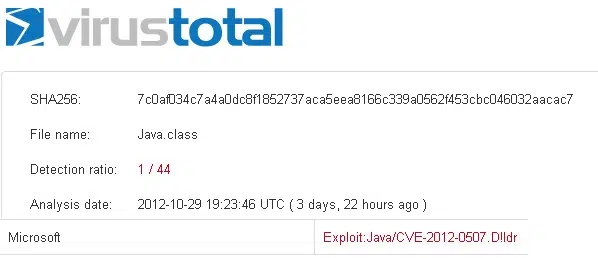 virustotal
SHA256: 7c0af034c7a4a0dc8f1852737aca5eea8166c339a0562f453cbc046032aacac7
File name: Java.class
Detection ratio: 1 / 44
Analysis date: 2012-10-29 19:23:46 UTC ( 3 days, 22 hours ago )
Microsoft Exploit:Java/CVE-2012-0507.D!ldr